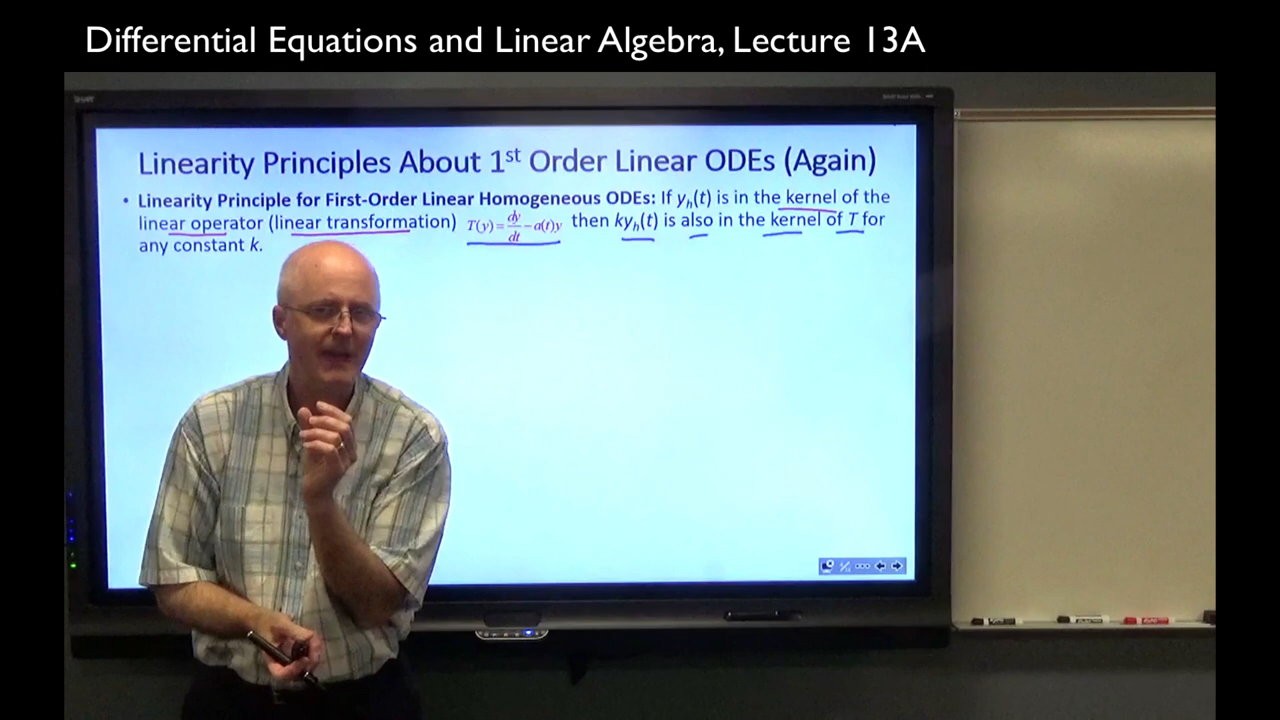 Differential Equations and Linear Algebra, Lecture 13A
Linearity Principles About 1st Order Linear ODEs (Again)
• Linearity Principle for First-Order Linear Homogeneous ODEs: If yh(t) is in the kernel of the
linear operator (linear transformation) T(y)=dy/dt−a(t)y then kyh(t) is also in the kernel of T for
any constant k.